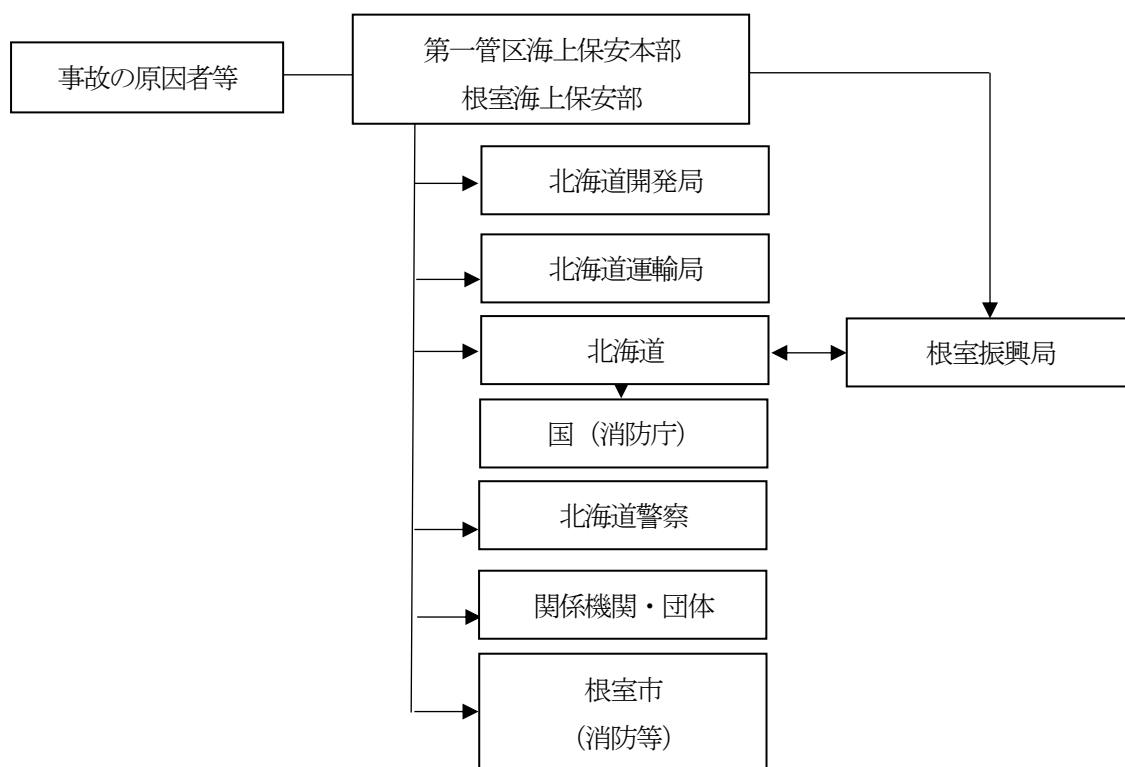 事故の原因者等
第一管区海上保安本部
根室海上保安部
北海道開発局
北海道運輸局
北海道
根室振興局
国（消防庁）
北海道警察
関係機関・団体
根室市
（消防等）